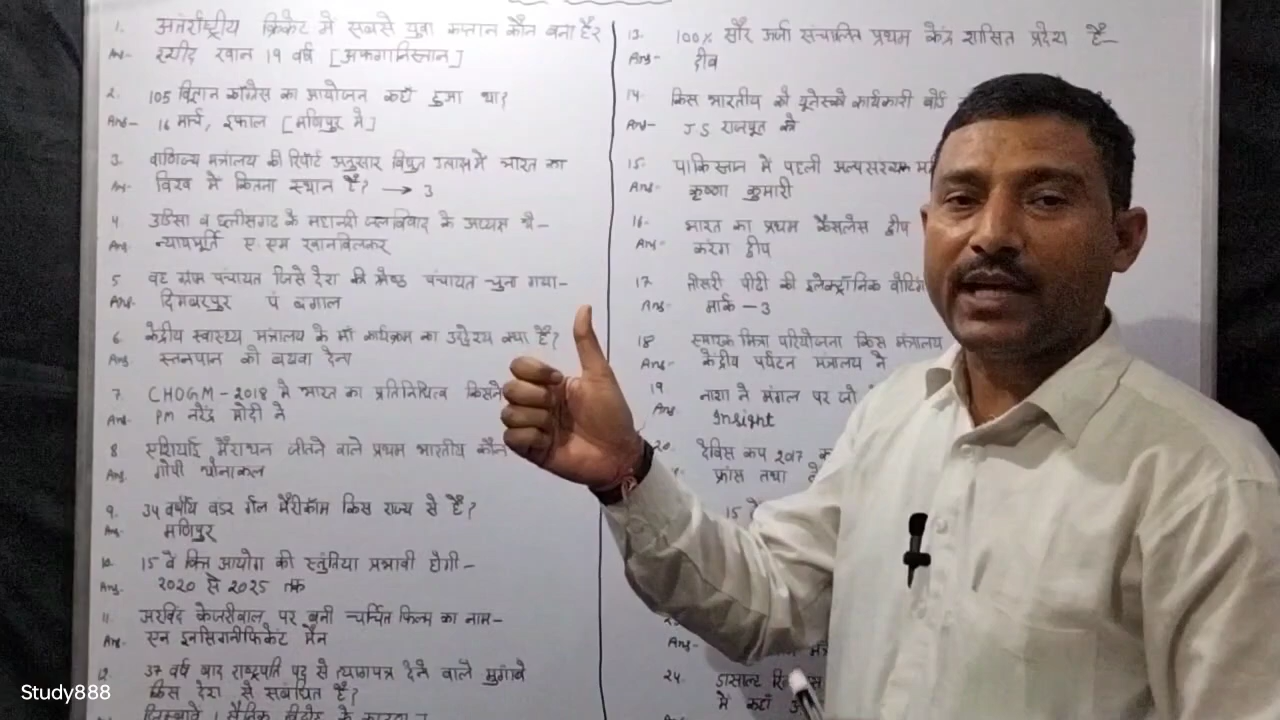 1. अन्तर्राष्ट्रीय क्रिकेट में सबसे युवा कप्तान कौन बना है?
Ans- रशीद खान 19 वर्ष [अफगानिस्तान]
2. 105 विज्ञान कांग्रेस का आयोजन कहाँ हुआ था?
Ans- 16 मार्च, इंफाल [मणिपुर में]
3. वाणिज्य मंत्रालय की रिपोर्ट अनुसार विद्युत उत्पादन में भारत का
Ans- विश्व में कितना स्थान है? → 3
4. उडिसा व छत्तीसगढ के महानदी के अध्यक्ष थे-
Ans- न्यायमूर्ति ए एम खानविलकर
5 वह ग्राम पंचायत जिसे देश की श्रेष्ठ पंचायत चुना गया-
Ans- दिगम्बरपुर पं बंगाल
6 केंद्रीय स्वास्थ्य मंत्रालय के माँ कार्यक्रम का उद्देश्य क्या है?
Ans- स्तनपान को बढावा देना
7. CHOGM - 2018 में भारत का प्रतिनिधित्व किसने
Ans- PM नरेंद्र मोदी ने
8 एशियाई मैराथन जीतने वाले प्रथम भारतीय कौन
Ans- गोपी थोनाकल
9. 34 वर्षीय वंडर गर्ल मैरीकॉम किस राज्य से है?
Ans- मणिपुर
10. 15 वे वित्त आयोग की प्रभावी होगी-
Ans- 2020 से 2025 तक
11. अरविंद केजरीवाल पर बनी चर्चित फिल्म का नाम-
Ans- एन इनसिग्नीफिकेंट मैन
12. 37 वर्ष बाद राष्ट्रपति पद से त्यागपत्र देने वाले मुगावे
किस देश से संबंधित है?
13. 100% सौर ऊर्जा संचालित प्रथम केंद्र शासित प्रदेश है-
Ans- दीव
14. किस भारतीय को यूनेस्को कार्यकारी बोर्ड
Ans- J.S राजपूत को
15. पाकिस्तान में पहली अल्पसंख्यक
Ans- कृष्णा कुमारी
16- भारत का प्रथम कैसलेस द्वीप
Ans- करंग द्वीप
17. तीसरी पीढी की इलेक्ट्रॉनिक वोटिंग
Ans- मार्क - 3
18 स्मारक मित्रा परियोजना किस मंत्रालय
Ans- केंद्रीय पर्यटन मंत्रालय ने
19 नाशा ने मंगल पर जो
Ans Insight
20. डेविस कप 2017
फ्रांस तथा
15 वे
Ans-
24.
में कहाँ
Study888